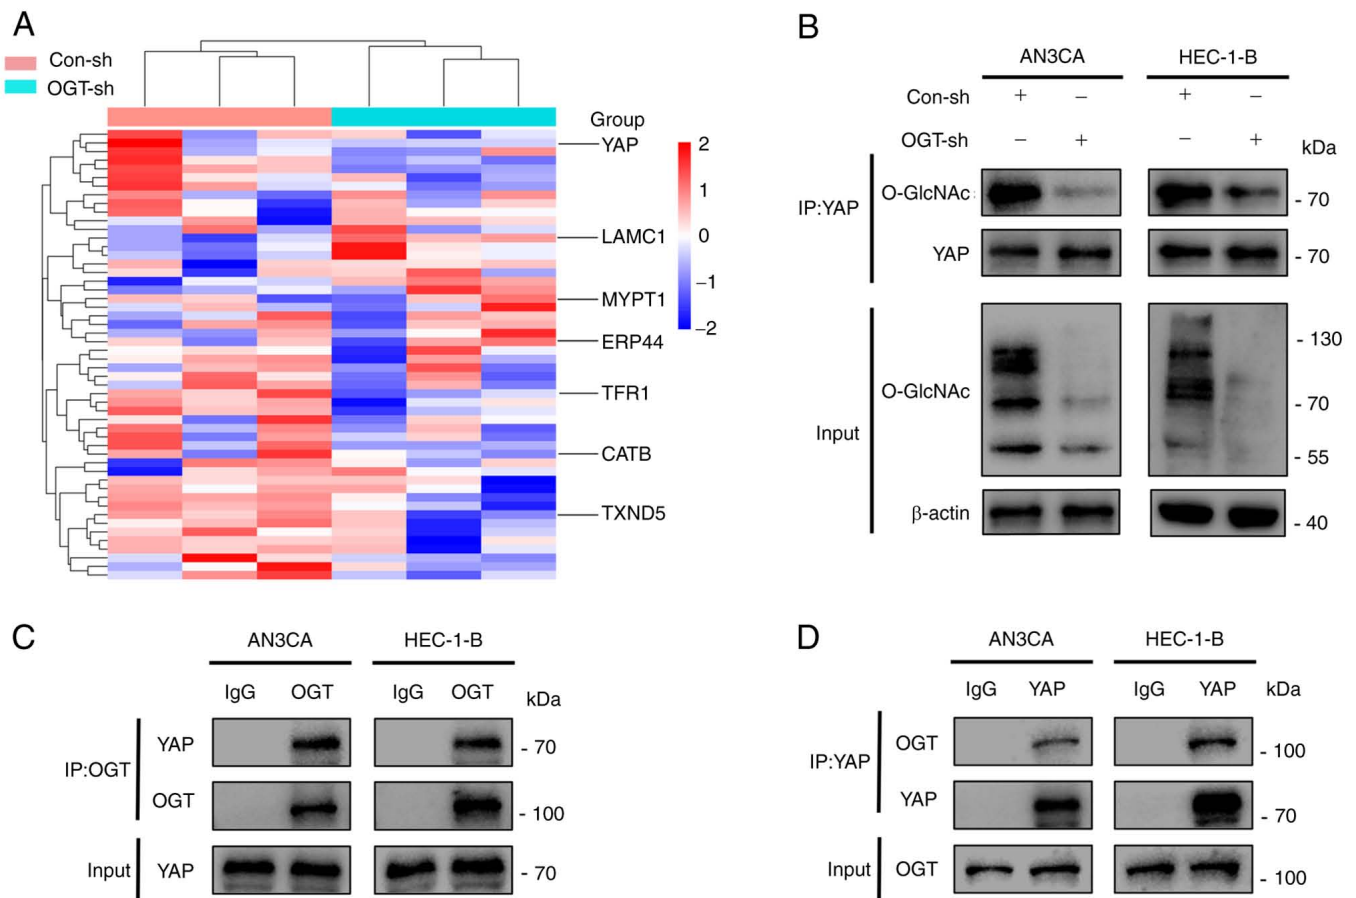 A
Con-sh
OGT-sh
Group
YAP
LAMC1
MYPT1
ERP44
TFR1
CATB
TXND5
2
1
0
−1
−2
B
AN3CA HEC-1-B
Con-sh + − + −
OGT-sh − + − +
kDa
IP:YAP
O-GlcNAc - 70
YAP - 70
Input
O-GlcNAc
- 130
- 70
- 55
β-actin - 40
C
AN3CA HEC-1-B
IgG OGT IgG OGT kDa
IP:OGT
YAP - 70
OGT - 100
Input YAP - 70
D
AN3CA HEC-1-B
IgG YAP IgG YAP kDa
IP:YAP
OGT - 100
YAP - 70
Input OGT - 100